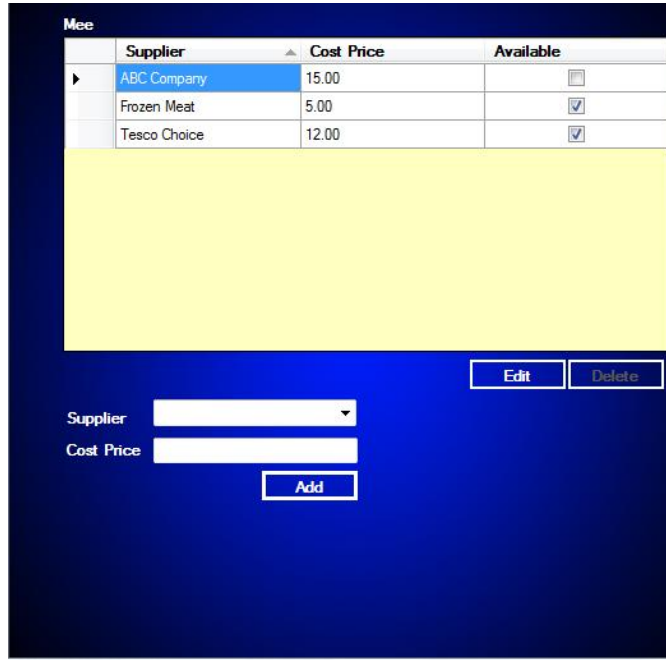 Mee
Supplier Cost Price Available
ABC Company 15.00
Frozen Meat 5.00
Tesco Choice 12.00
Edit Delete
Supplier
Cost Price
Add